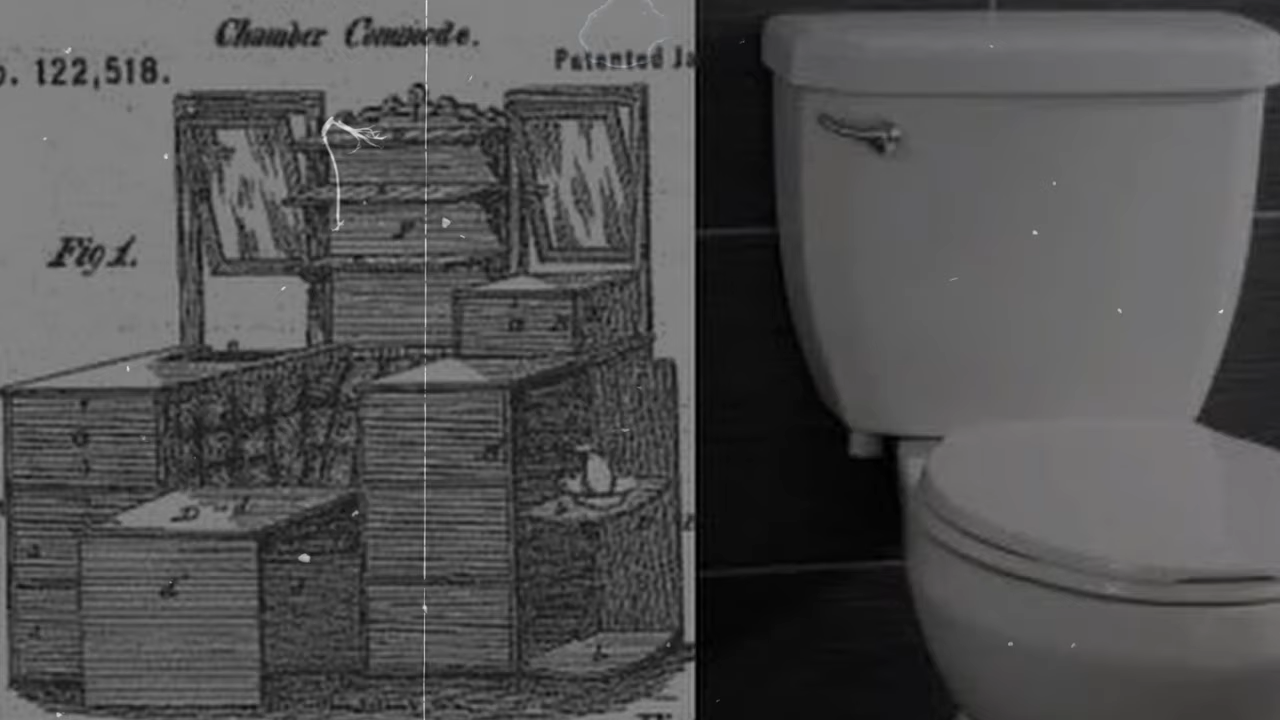 Chamber Commode.
o. 122,518.
Patented Ja
Fig 1.